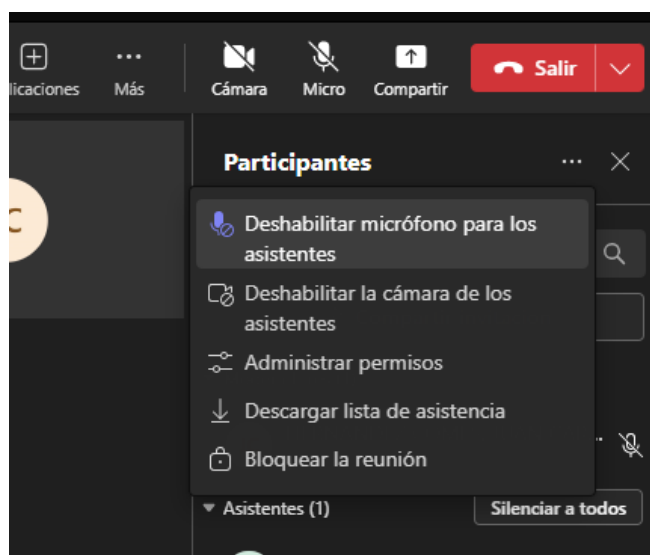 licaciones Más Cámara Micro Compartir Salir
Participantes
C
Deshabilitar micrófono para los
asistentes
Deshabilitar la cámara de los
asistentes
Administrar permisos
Descargar lista de asistencia
Bloquear la reunión
Asistentes (1) Silenciar a todos